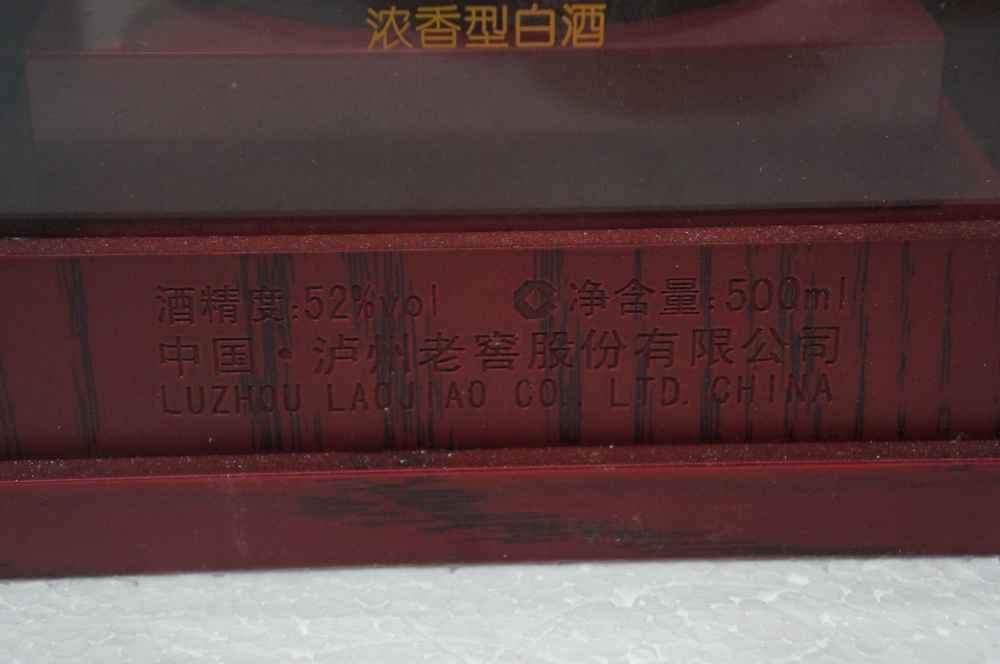 浓香型白酒
酒精度:52%vol 净含量:500ml
中国·泸州老窖股份有限公司
LUZHOU LAOJIAO CO. LTD. CHINA